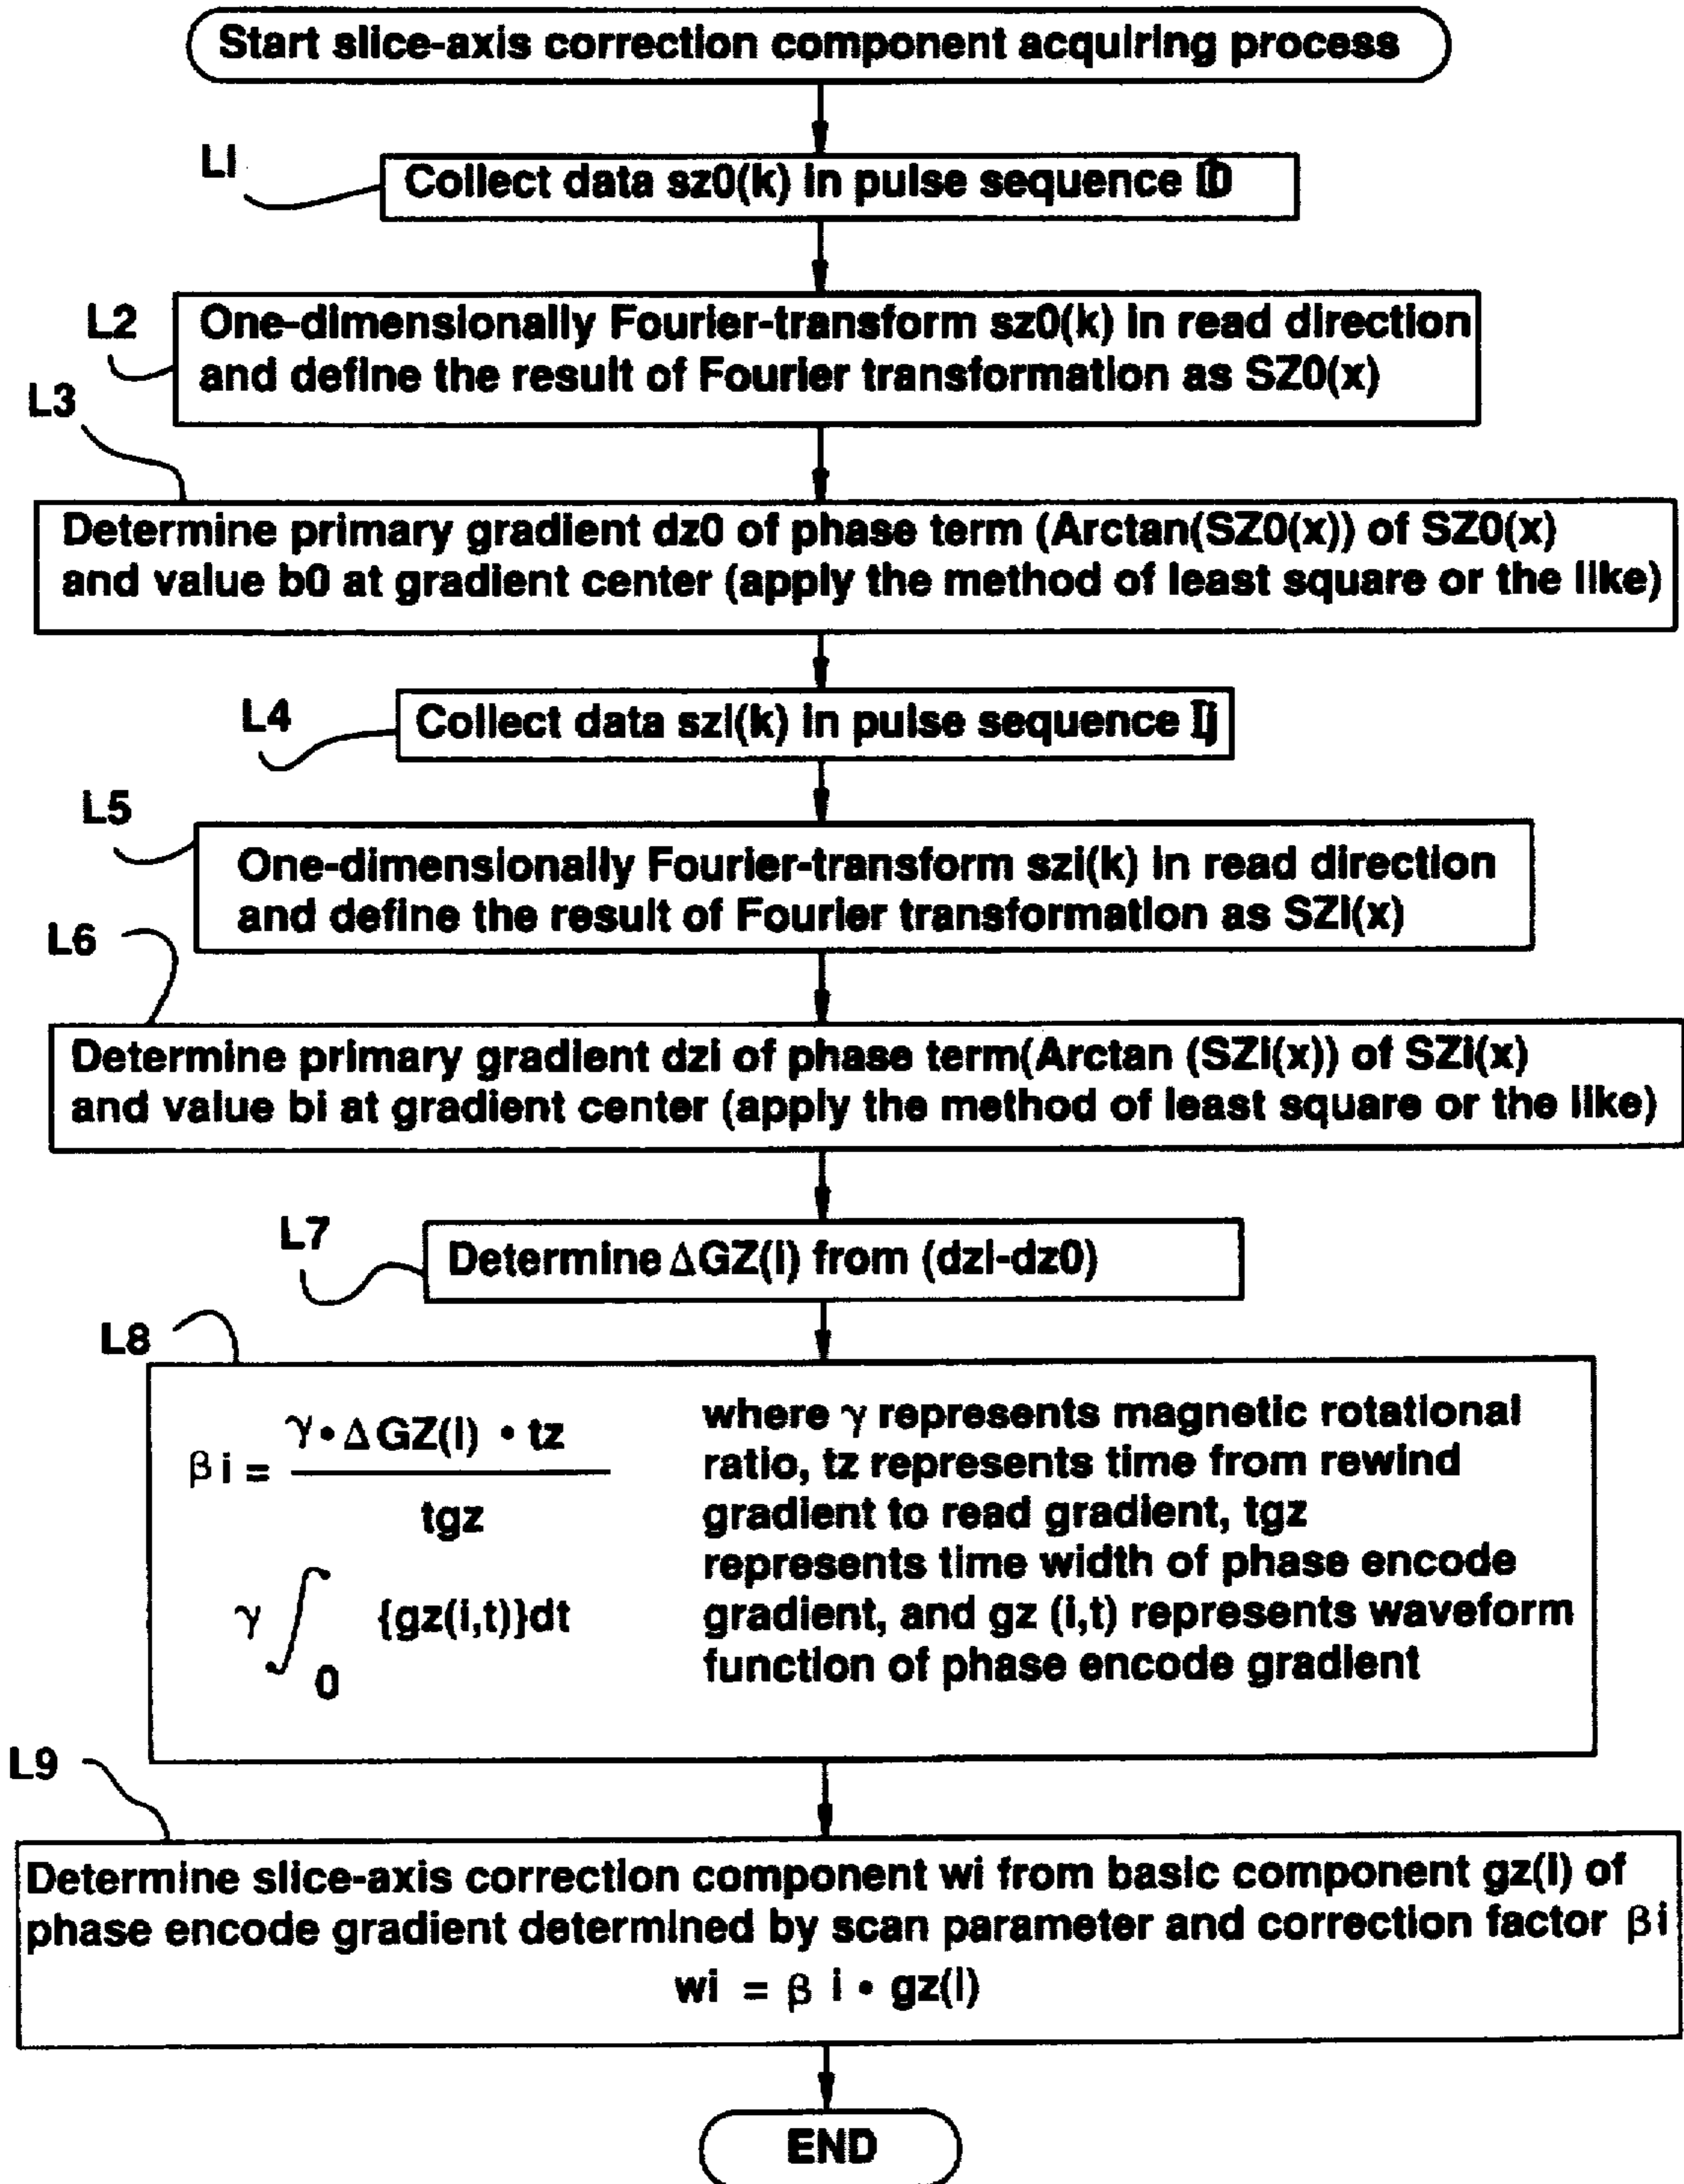 Start slice-axis correction component acquiring process
L1
Collect data sz0(k) in pulse sequence
L2
One-dimensionally Fourier-transform sz0(k) in read direction
and define the result of Fourier transformation as SZ0(x)
L3
Determine primary gradient dz0 of phase term (Arctan(SZ0(x)) of SZ0(x)
and value b0 at gradient center (apply the method of least square or the like)
L4
Collect data szi(k) in pulse sequence
L5
One-dimensionally Fourier-transform szi(k) in read direction
and define the result of Fourier transformation as SZi(x)
L6
Determine primary gradient dzi of phase term(Arctan (SZi(x)) of SZi(x)
and value bi at gradient center (apply the method of least square or the like)
L7
Determine ΔGZ(i) from (dzi-dz0)
L8
βi = γ • ΔGZ(i) • tz
tgz
γ ∫ {gz(i,t)}dt
0
where γ represents magnetic rotational
ratio, tz represents time from rewind
gradient to read gradient, tgz
represents time width of phase encode
gradient, and gz (i,t) represents waveform
function of phase encode gradient
L9
Determine slice-axis correction component wi from basic component gz(i) of
phase encode gradient determined by scan parameter and correction factor βi
wi = β i • gz(i)
END